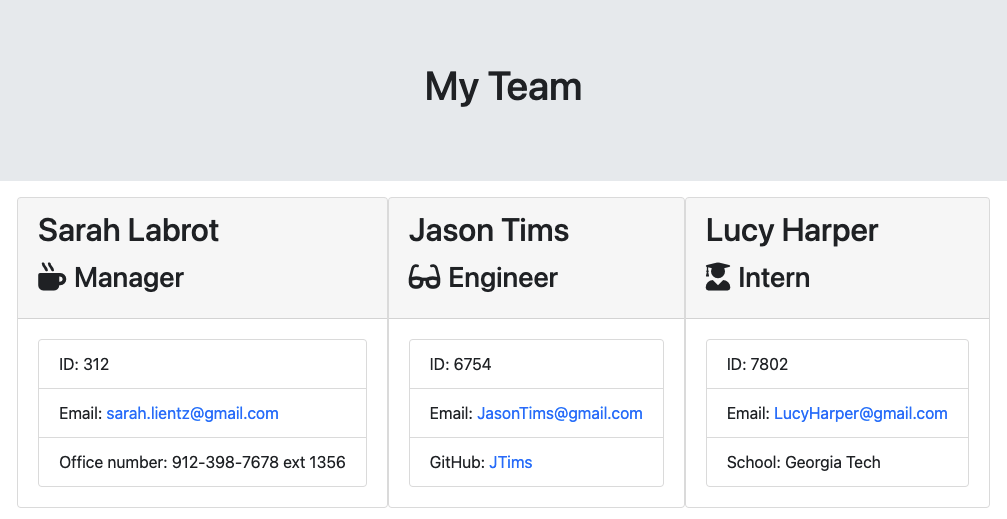 My Team
Sarah Labrot
Manager
ID: 312
Email: sarah.lientz@gmail.com
Office number: 912-398-7678 ext 1356
Jason Tims
Engineer
ID: 6754
Email: JasonTims@gmail.com
GitHub: JTims
Lucy Harper
Intern
ID: 7802
Email: LucyHarper@gmail.com
School: Georgia Tech